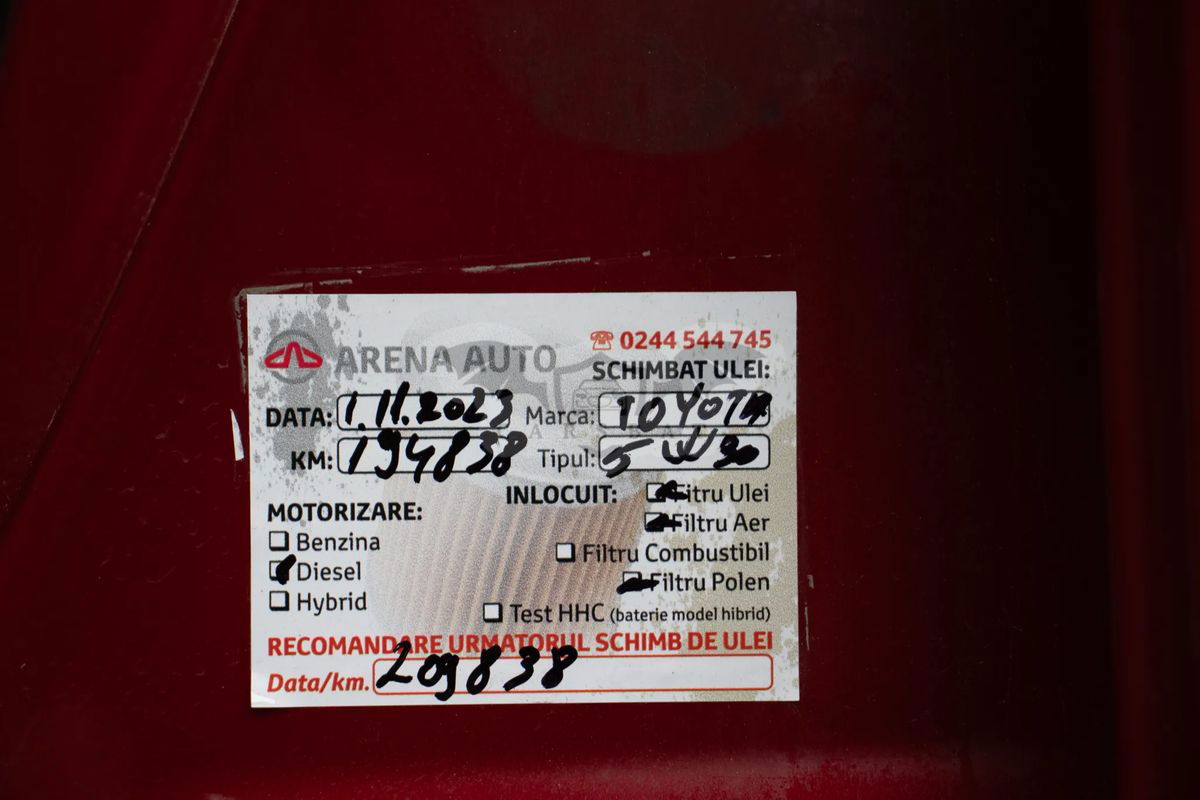 ARENA AUTO
☎ 0244 544 745
SCHIMBAT ULEI:
DATA: 1.11.2023 Marca: TOYOTA
KM: 194838 Tipul: 5W30
INLOCUIT: Fitru Ulei
MOTORIZARE: Filtru Aer
Benzina Filtru Combustibil
Diesel Filtru Polen
Hybrid Test HHC (baterie model hibrid)
RECOMANDARE URMATORUL SCHIMB DE ULEI
Data/km. 209838